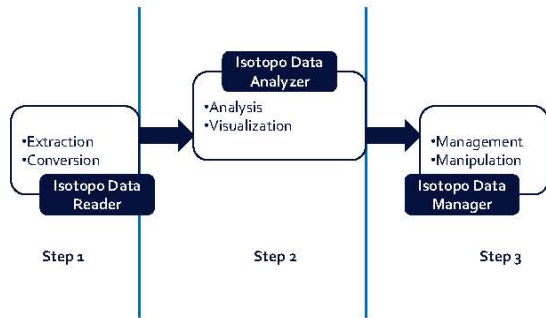 Isotopo Data
Analyzer
•Analysis
•Visualization
•Extraction
•Conversion
Isotopo Data
Reader
•Management
•Manipulation
Isotopo Data
Manager
Step 1
Step 2
Step 3